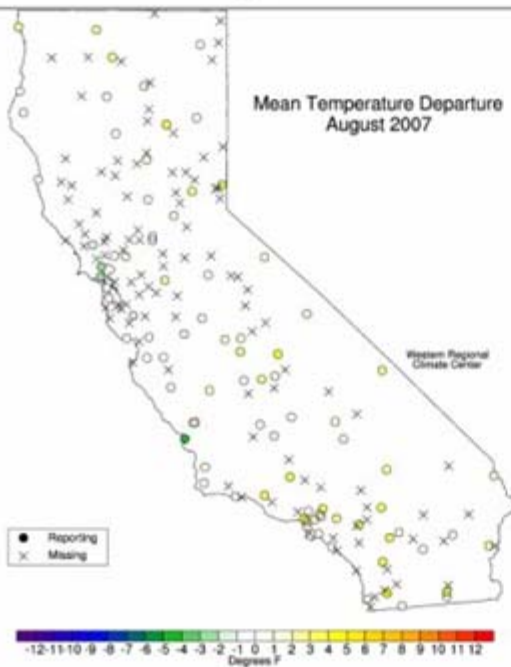 Mean Temperature Departure
August 2007
Western Regional
Climate Center
Reporting
Missing
-12-11-10 -9 -8 -7 -6 -5 -4 -3 -2 -1 0 1 2 3 4 5 6 7 8 9 10 11 12
Degrees F